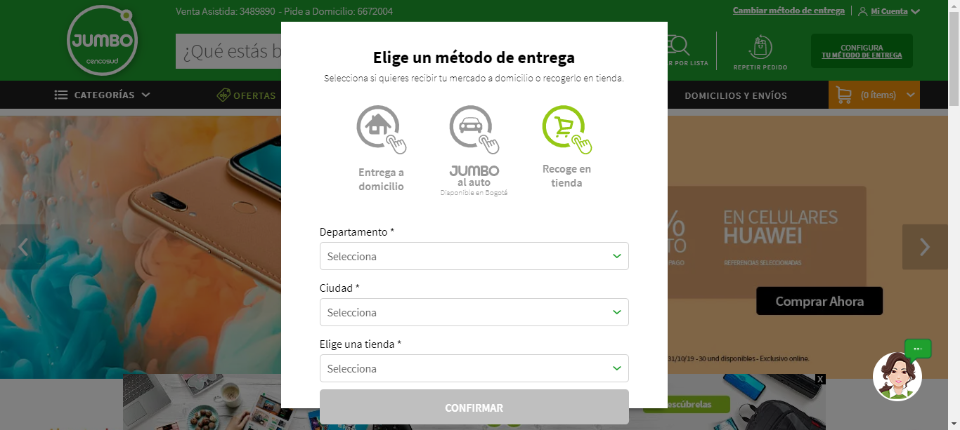 Venta Asistida: 3489890 - Pide a Domicilio: 6672004
Cambiar método de entrega
Mi Cuenta
JUMBO
cencosud
¿Qué estás b
R POR LISTA
REPETIR PEDIDO
CONFIGURA
TU MÉTODO DE ENTREGA
CATEGORÍAS
OFERTAS
DOMICILIOS Y ENVÍOS
(0 ítems)
Elige un método de entrega
Selecciona si quieres recibir tu mercado a domicilio o recogerlo en tienda.
Entrega a
domicilio
JUMBO
al auto
Disponible en Bogotá
Recoge en
tienda
Departamento *
Selecciona
Ciudad *
Selecciona
Elige una tienda *
Selecciona
CONFIRMAR
%
TO
PAGO
EN CELULARES
HUAWEI
REFERENCIAS SELECCIONADAS
Comprar Ahora
31/10/19 -30 und disponibles- Exclusivo online.
X
escúbrelas